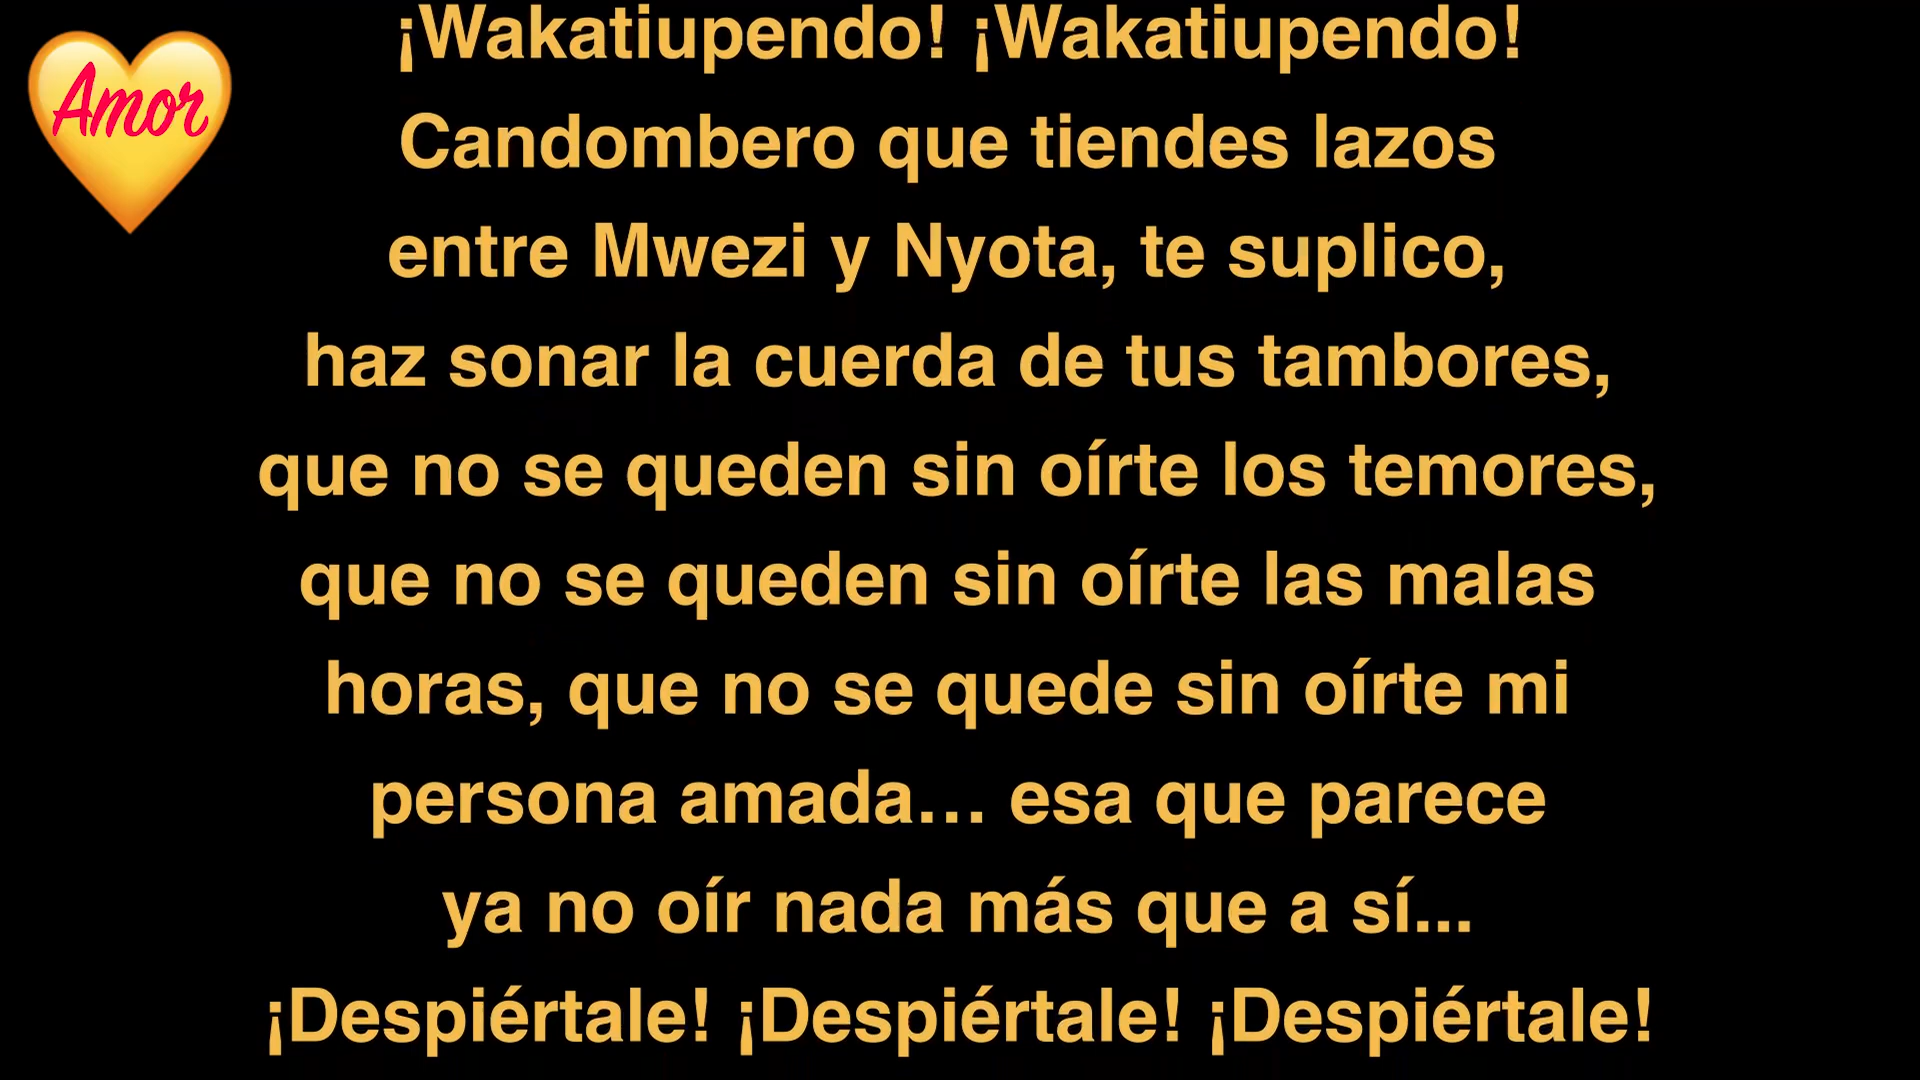 Amor
¡Wakatiupendo! ¡Wakatiupendo!
Candombero que tiendes lazos
entre Mwezi y Nyota, te suplico,
haz sonar la cuerda de tus tambores,
que no se queden sin oírte los temores,
que no se queden sin oírte las malas
horas, que no se quede sin oírte mi
persona amada… esa que parece
ya no oír nada más que a sí...
¡Despiértale! ¡Despiértale! ¡Despiértale!